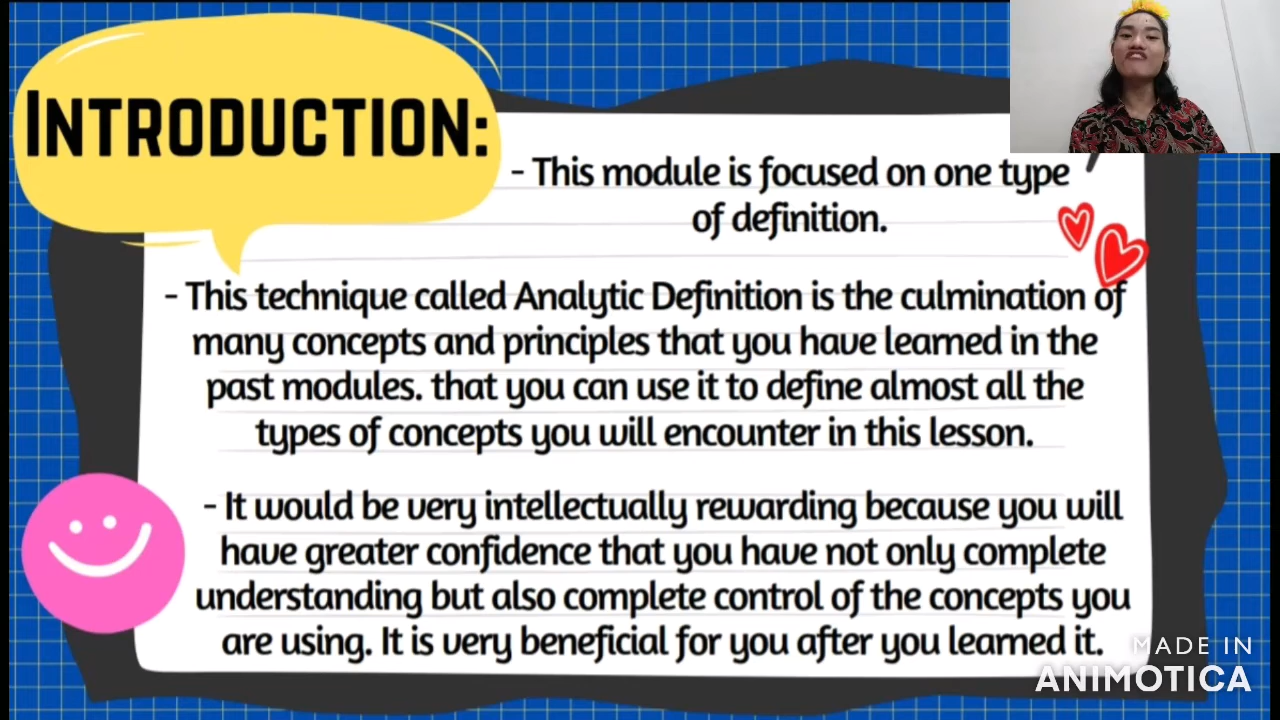 INTRODUCTION:
- This module is focused on one type
of definition.
- This technique called Analytic Definition is the culmination of
many concepts and principles that you have learned in the
past modules. that you can use it to define almost all the
types of concepts you will encounter in this lesson.
- It would be very intellectually rewarding because you will
have greater confidence that you have not only complete
understanding but also complete control of the concepts you
are using. It is very beneficial for you after you learned it.
MADE IN
ANIMOTICA